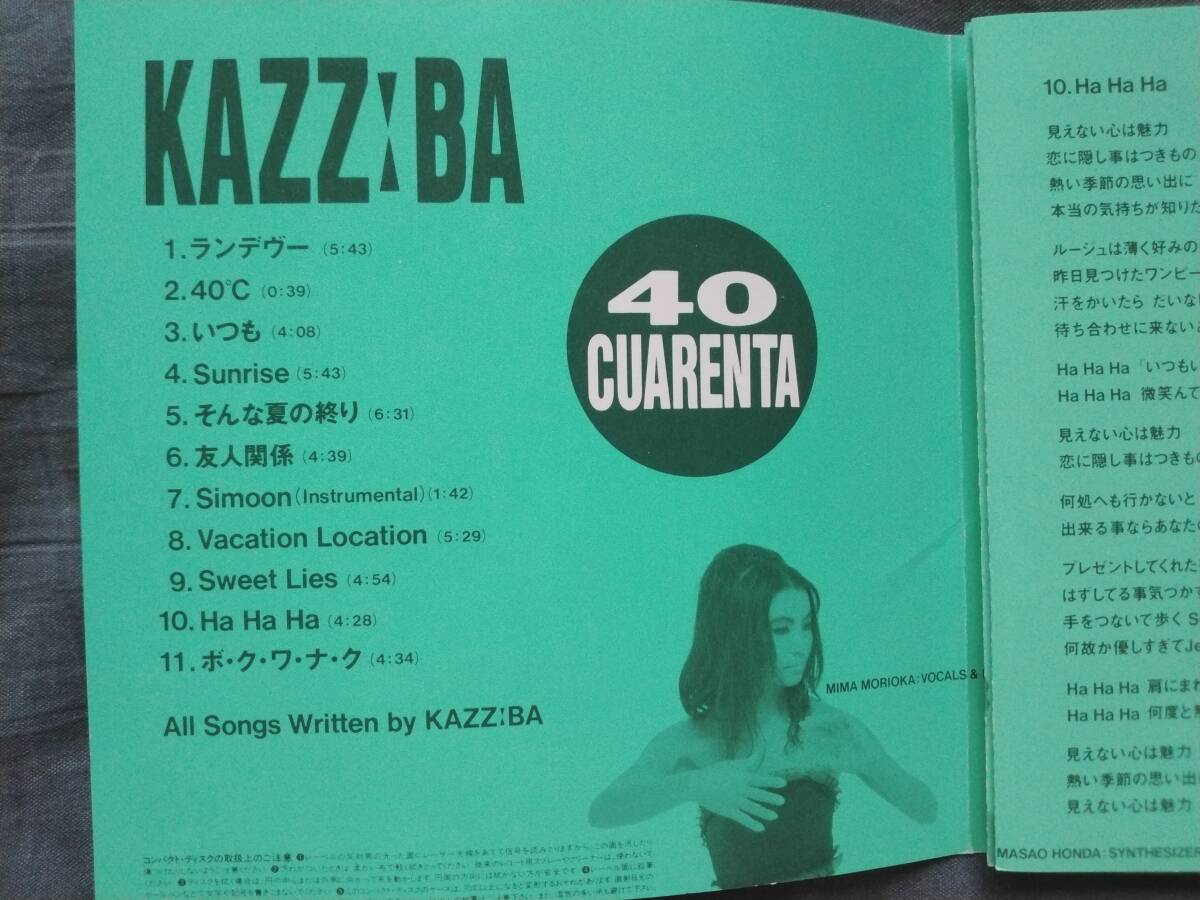 KAZZ¦BA
1.ランデヴー (5:43)
2.40℃ (0:39)
3.いつも (4:08)
4.Sunrise (5:43)
5.そんな夏の終り (6:31)
6.友人関係 (4:39)
7.Simoon(Instrumental)(1:42)
8.Vacation Location (5:29)
9.Sweet Lies (4:54)
10.Ha Ha Ha (4:28)
11.ボ・ク・ワ・ナ・ク (4:34)
All Songs Written by KAZZ¦BA
40
CUARENTA
MIMA MORIOKA:VOCALS &
コンパクト・ディスクの取扱上のご注意
10.Ha Ha Ha
見えない心は魅力
恋に隠し事はつきもの
熱い季節の思い出に
本当の気持ちが知りた
ルージュは薄く好みの
昨日見つけたワンピー
汗をかいたら たいな
待ち合わせに来ない
Ha Ha Ha「いつもい
Ha Ha Ha 微笑んで
見えない心は魅力
恋に隠し事はつきもの
何処へも行かないと
出来る事ならあなたの
プレゼントしてくれた
はずしてる事気づかず
手をつないで歩く S
何故か優しすぎてJe
Ha Ha Ha 肩にまわ
Ha Ha Ha 何度と
見えない心は魅力
熱い季節の思い出に
見えない心は魅力
MASAO HONDA:SYNTHESIZER